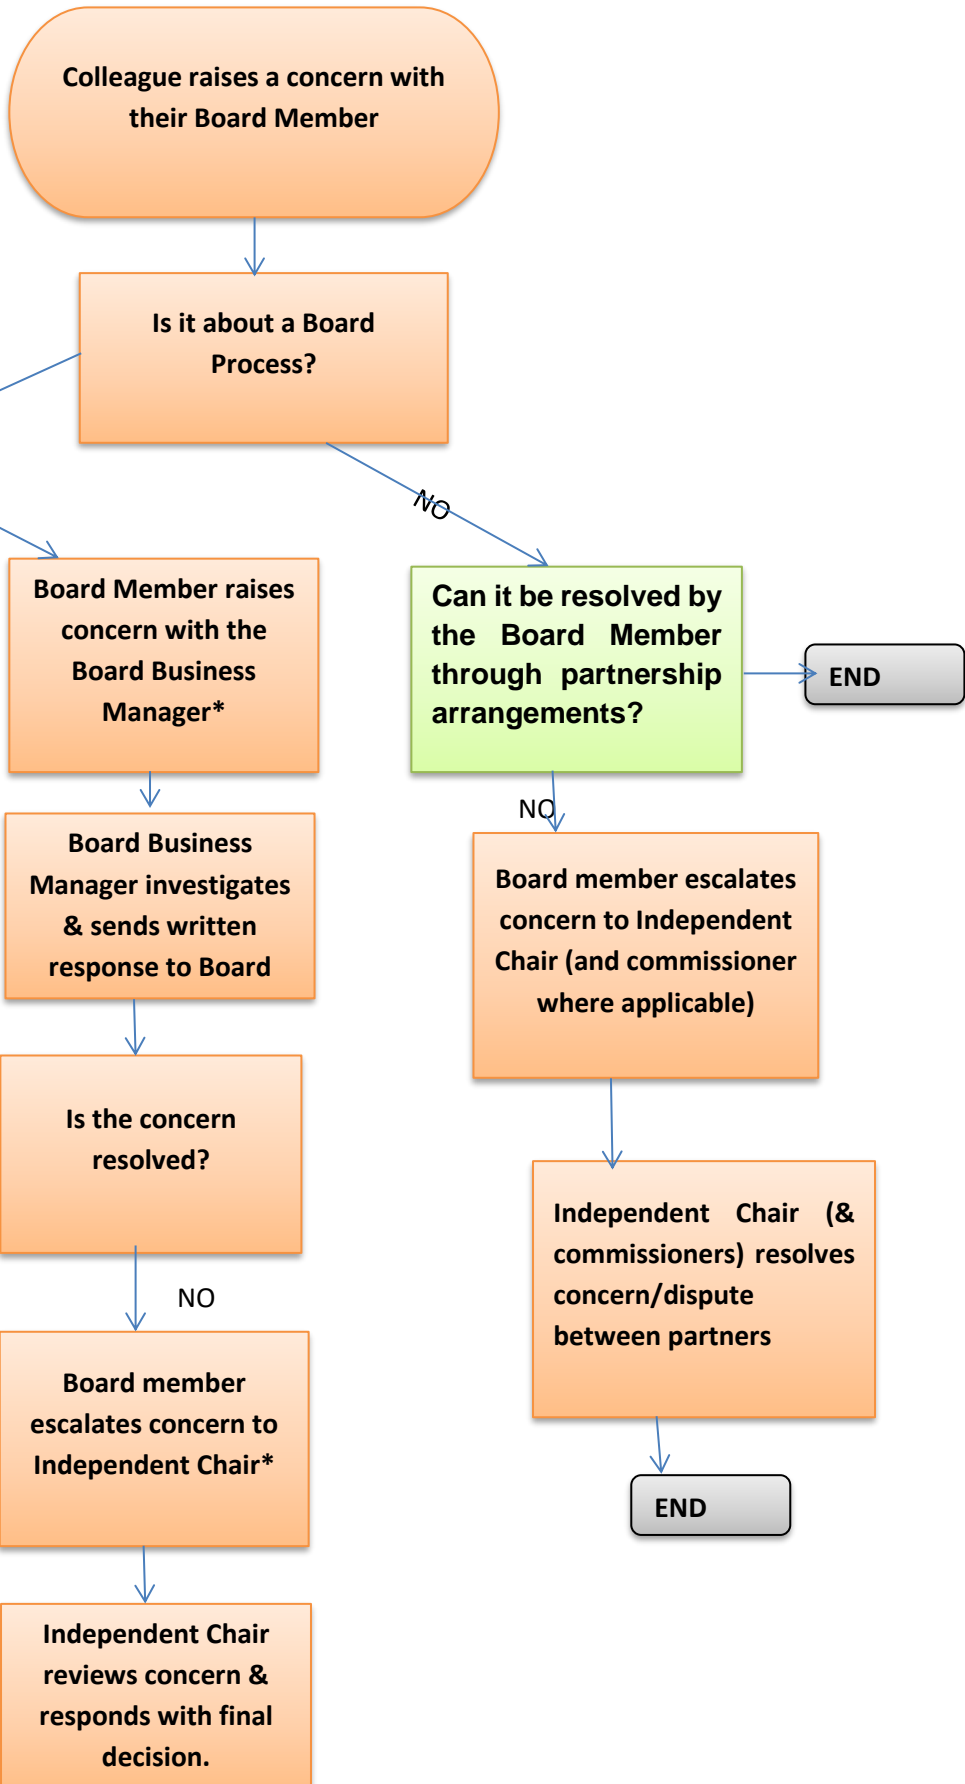 Colleague raises a concern with
their Board Member
Is it about a Board
Process?
NO
Board Member raises
concern with the
Board Business
Manager*
Can it be resolved by
the Board Member
through partnership
arrangements?
END
Board Business
Manager investigates
& sends written
response to Board
NO
Board member escalates
concern to Independent
Chair (and commissioner
where applicable)
Is the concern
resolved?
Independent Chair (&
commissioners) resolves
concern/dispute
between partners
NO
Board member
escalates concern to
Independent Chair*
END
Independent Chair
reviews concern &
responds with final
decision.